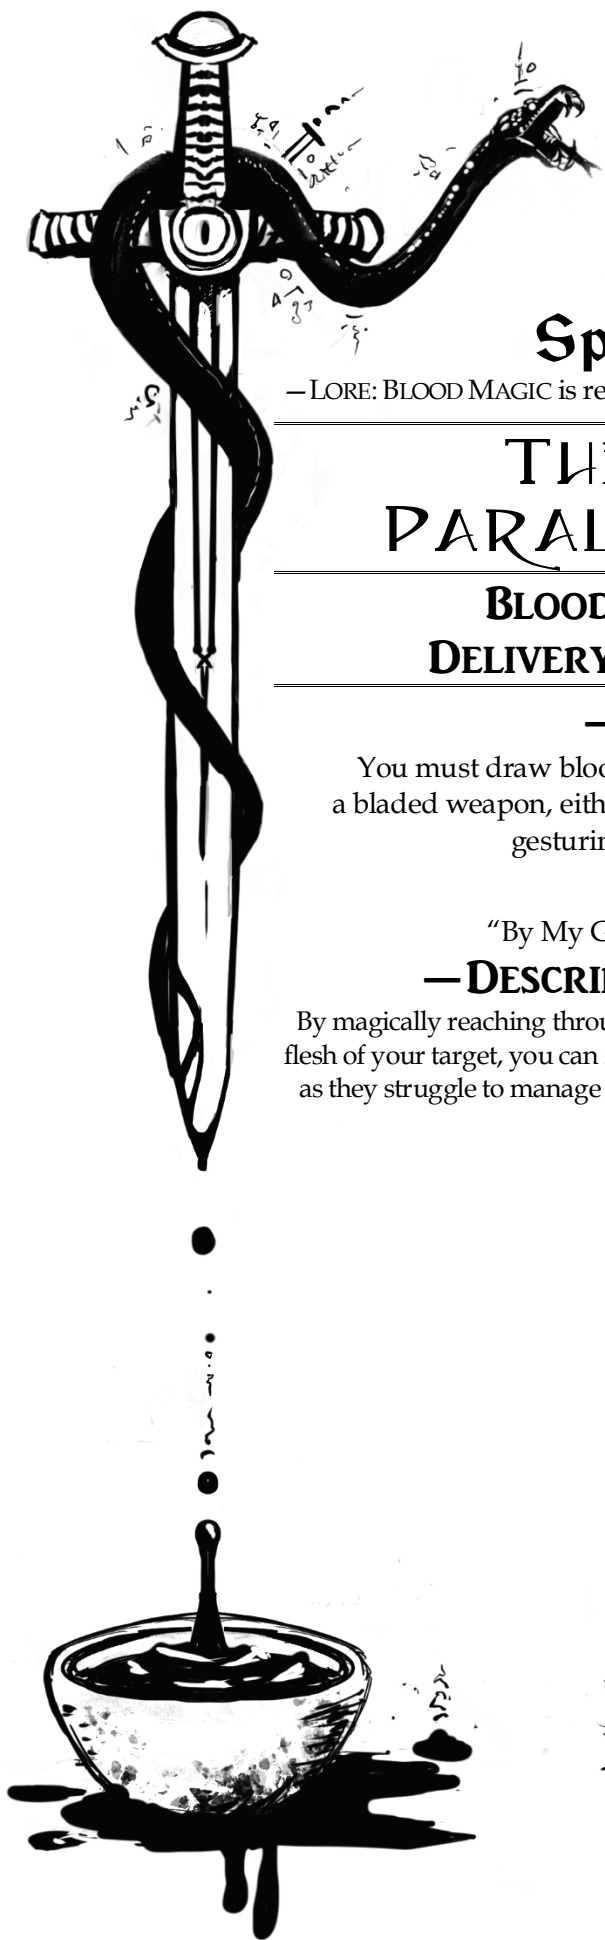 Sp
—LORE: BLOOD MAGIC is re
TH
PARAL
BLOOD
DELIVERY
—
You must draw bloo
a bladed weapon, eith
gesturin
“By My G
—DESCRI
By magically reaching throu
flesh of your target, you can
as they struggle to manage